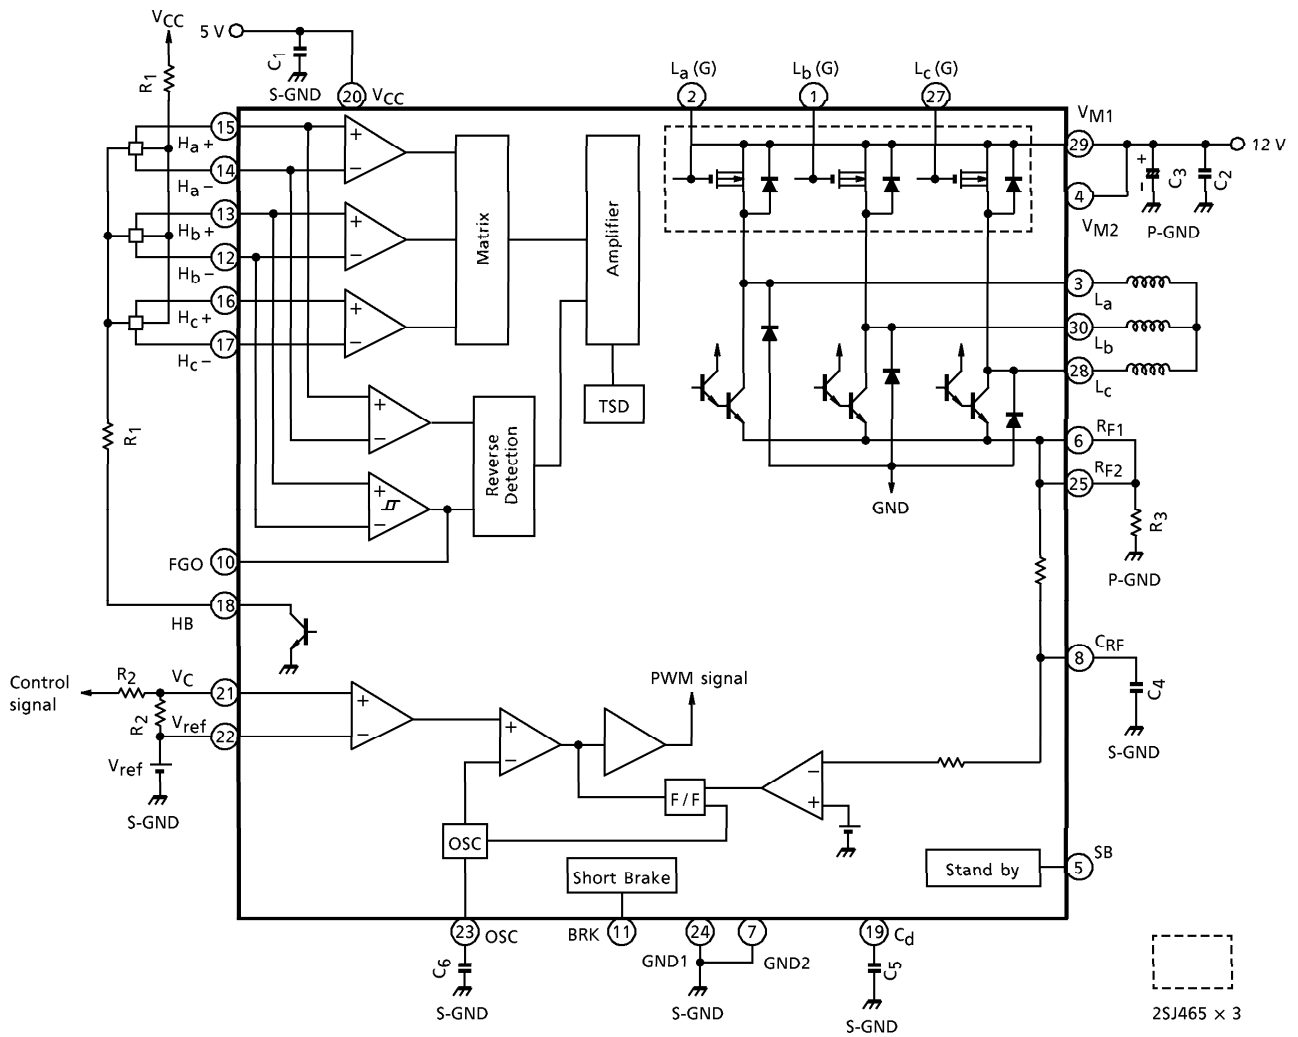 VCC
5 V
C1
R1
S-GND
20 VCC
La (G)
2
Lb (G)
1
Lc (G)
27
VM1
29
12 V
C3
C2
+
-
4
VM2
P-GND
15
Ha+
14
Ha-
13
Hb+
12
Hb-
16
Hc+
17
Hc-
+
-
+
-
+
-
Matrix
Amplifier
TSD
3
La
30
Lb
28
Lc
6
RF1
25
RF2
R3
P-GND
GND
R1
+
-
+
-
Reverse
Detection
FGO 10
18
HB
8
CRF
C4
S-GND
Control
signal
R2
VC
21
R2
Vref
22
Vref
S-GND
+
-
+
-
PWM signal
F/F
-
+
OSC
Short Brake
Stand by
5
SB
23 OSC
BRK 11
24
7
GND1
GND2
19 Cd
C6
S-GND
S-GND
C5
S-GND
2SJ465 × 3